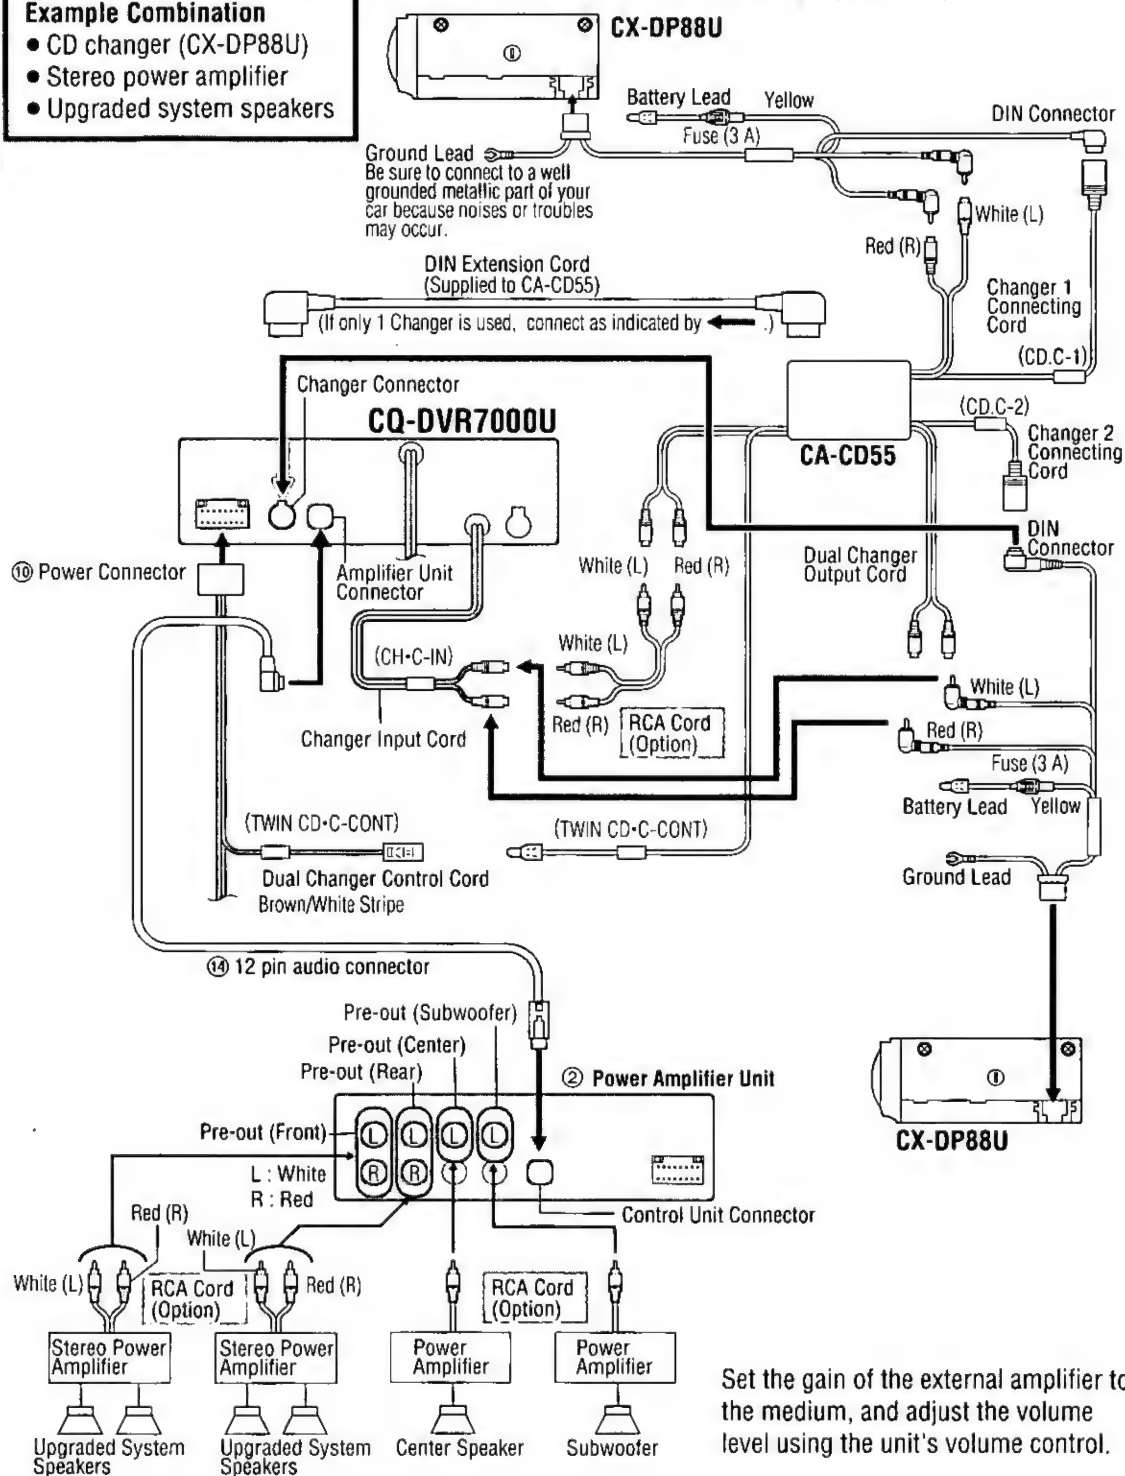 Example Combination
● CD changer (CX-DP88U)
● Stereo power amplifier
● Upgraded system speakers
CX-DP88U
Battery Lead
Yellow
Fuse (3 A)
DIN Connector
Ground Lead
Be sure to connect to a well
grounded metallic part of your
car because noises or troubles
may occur.
White (L)
Red (R)
DIN Extension Cord
(Supplied to CA-CD55)
(If only 1 Changer is used, connect as indicated by ⬅ .)
Changer 1
Connecting
Cord
(CD.C-1)
Changer Connector
CQ-DVR7000U
CA-CD55
(CD.C-2)
Changer 2
Connecting
Cord
DIN
Connector
⑩ Power Connector
Amplifier Unit
Connector
White (L)
Red (R)
Dual Changer
Output Cord
(CH•C-IN)
White (L)
Red (R)
RCA Cord
(Option)
Changer Input Cord
White (L)
Red (R)
Fuse (3 A)
Battery Lead
Yellow
(TWIN CD•C-CONT)
(TWIN CD•C-CONT)
Dual Changer Control Cord
Brown/White Stripe
Ground Lead
⑭ 12 pin audio connector
Pre-out (Subwoofer)
Pre-out (Center)
Pre-out (Rear)
② Power Amplifier Unit
Pre-out (Front)
L L L L
R R
L : White
R : Red
CX-DP88U
Control Unit Connector
Red (R)
White (L)
White (L)
RCA Cord
(Option)
Red (R)
RCA Cord
(Option)
Stereo Power
Amplifier
Stereo Power
Amplifier
Power
Amplifier
Power
Amplifier
Upgraded System
Speakers
Upgraded System
Speakers
Center Speaker
Subwoofer
Set the gain of the external amplifier to
the medium, and adjust the volume
level using the unit's volume control.